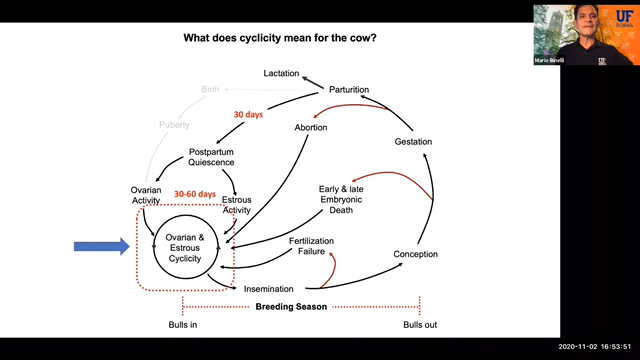 What does cyclicity mean for the cow?
UF
UF
Mario Binelli
Lactation
Birth
Parturition
30 days
Puberty
Abortion
Gestation
Postpartum
Quiescence
Ovarian
Activity
30-60 days
Estrous
Activity
Early & late
Embryonic
Death
Ovarian &
Estrous
Cyclicity
Fertilization
Failure
Conception
Insemination
Breeding Season
Bulls in
Bulls out
2020-11-02 16:53:51